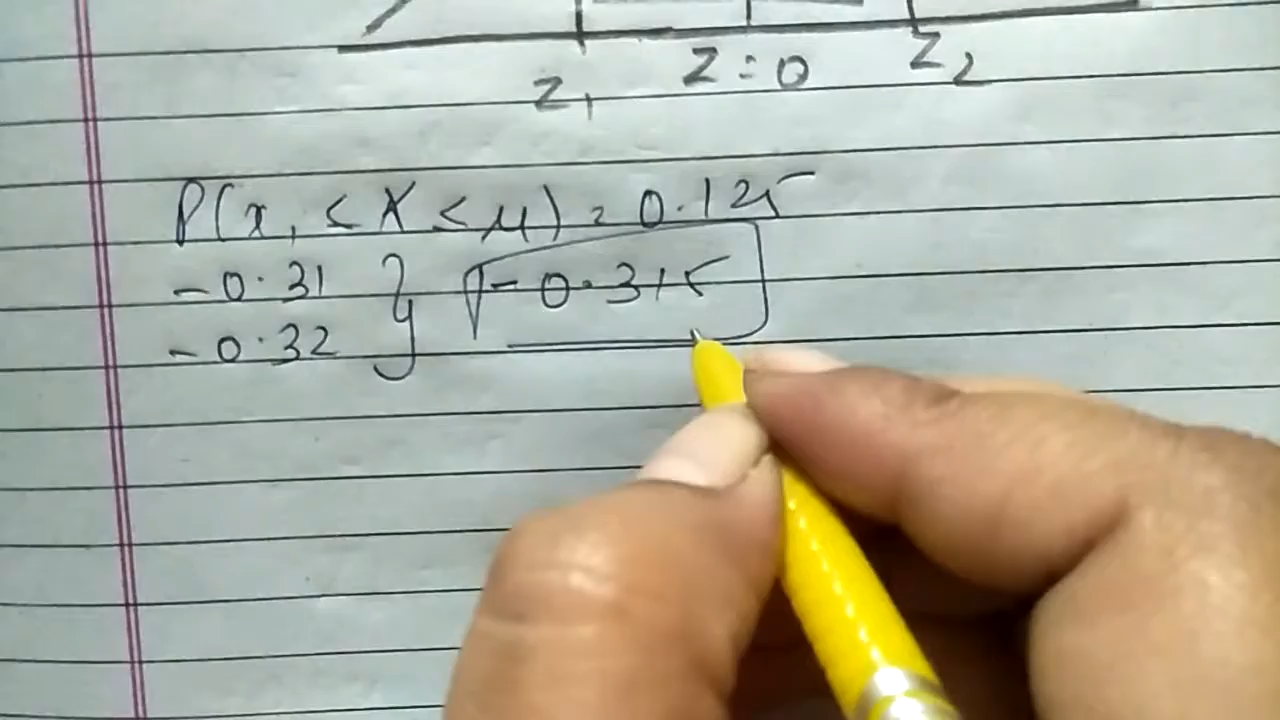 z₁ z=0 z₂
P(x₁ ≤ X ≤ μ) = 0.125
-0.31 } -0.315
-0.32